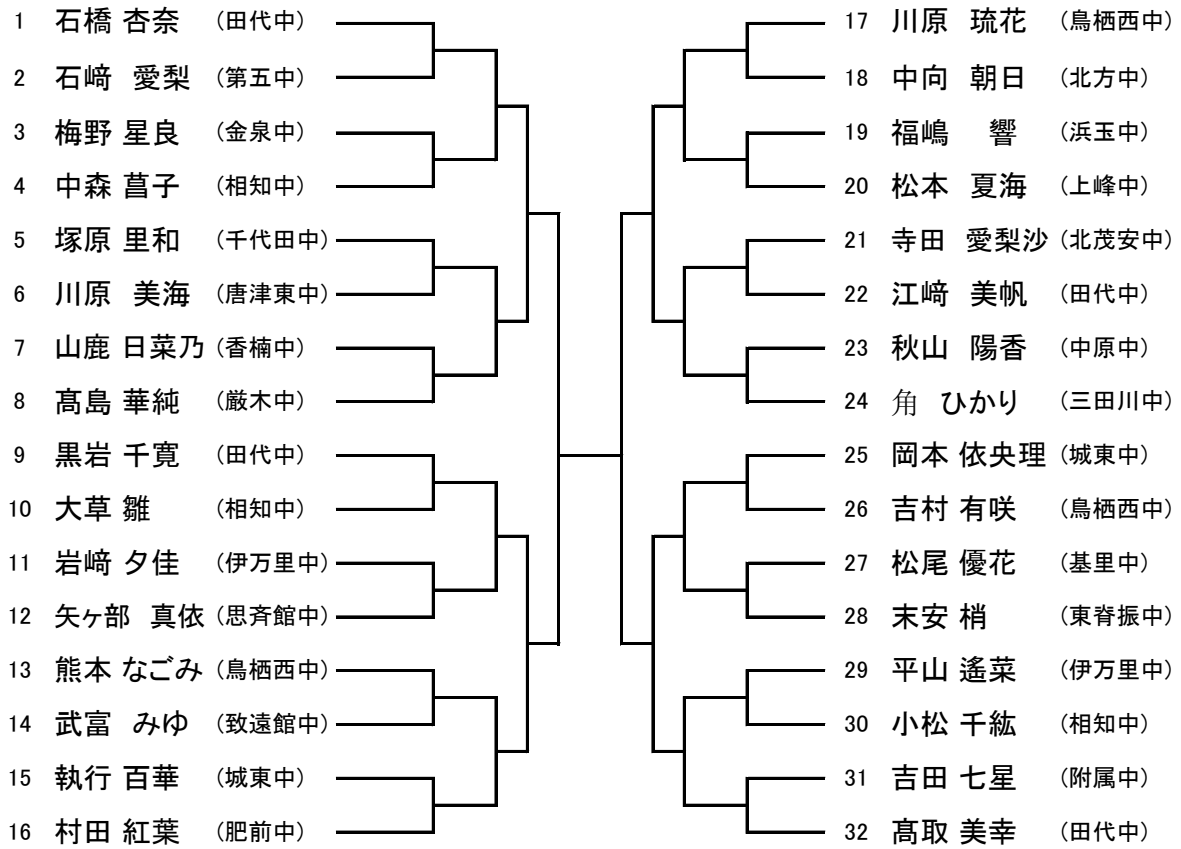 1 石橋 杏奈 (田代中)
2 石﨑 愛梨 (第五中)
3 梅野 星良 (金泉中)
4 中森 菖子 (相知中)
5 塚原 里和 (千代田中)
6 川原 美海 (唐津東中)
7 山鹿 日菜乃 (香楠中)
8 髙島 華純 (厳木中)
9 黒岩 千寛 (田代中)
10 大草 雛 (相知中)
11 岩﨑 夕佳 (伊万里中)
12 矢ヶ部 真依 (思斉館中)
13 熊本 なごみ (鳥栖西中)
14 武富 みゆ (致遠館中)
15 執行 百華 (城東中)
16 村田 紅葉 (肥前中)
17 川原 琉花 (鳥栖西中)
18 中向 朝日 (北方中)
19 福嶋 響 (浜玉中)
20 松本 夏海 (上峰中)
21 寺田 愛梨沙 (北茂安中)
22 江﨑 美帆 (田代中)
23 秋山 陽香 (中原中)
24 角 ひかり (三田川中)
25 岡本 依央理 (城東中)
26 吉村 有咲 (鳥栖西中)
27 松尾 優花 (基里中)
28 末安 梢 (東脊振中)
29 平山 遙菜 (伊万里中)
30 小松 千紘 (相知中)
31 吉田 七星 (附属中)
32 髙取 美幸 (田代中)